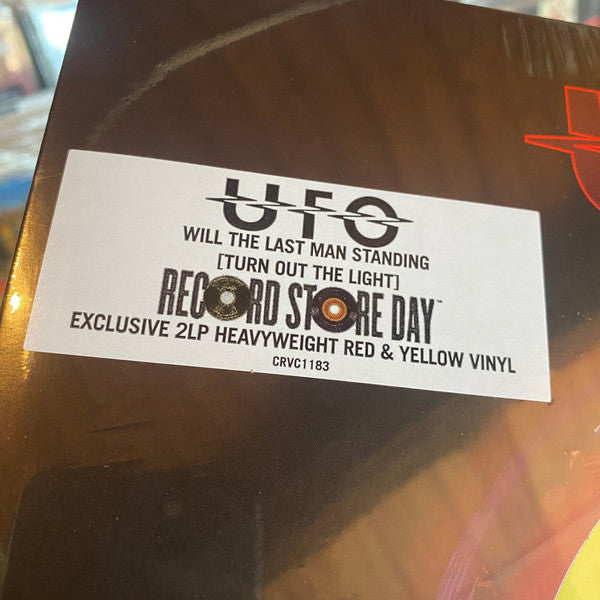 UFO
WILL THE LAST MAN STANDING
[TURN OUT THE LIGHT]
RECORD STORE DAY™
EXCLUSIVE 2LP HEAVYWEIGHT RED & YELLOW VINYL
CRVC1183